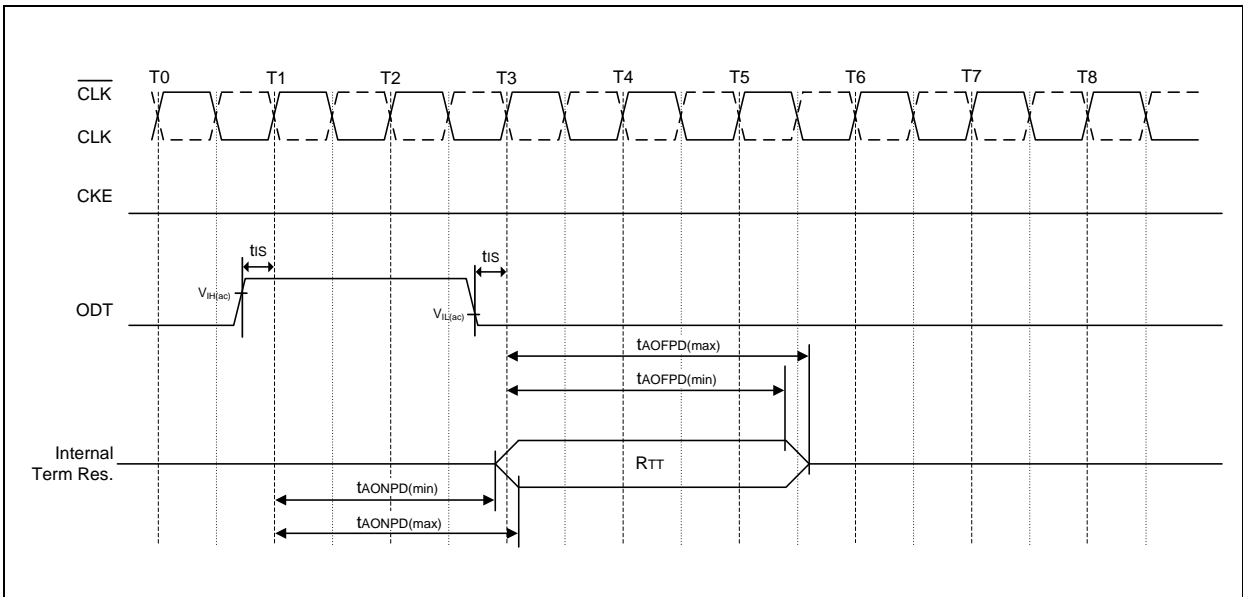 T0 T1 T2 T3 T4 T5 T6 T7 T8
CLK
CLK
CKE
tIS tIS
VIH(ac)
ODT
VIL(ac)
tAOFPD(max)
tAOFPD(min)
Internal
Term Res.
RTT
tAONPD(min)
tAONPD(max)